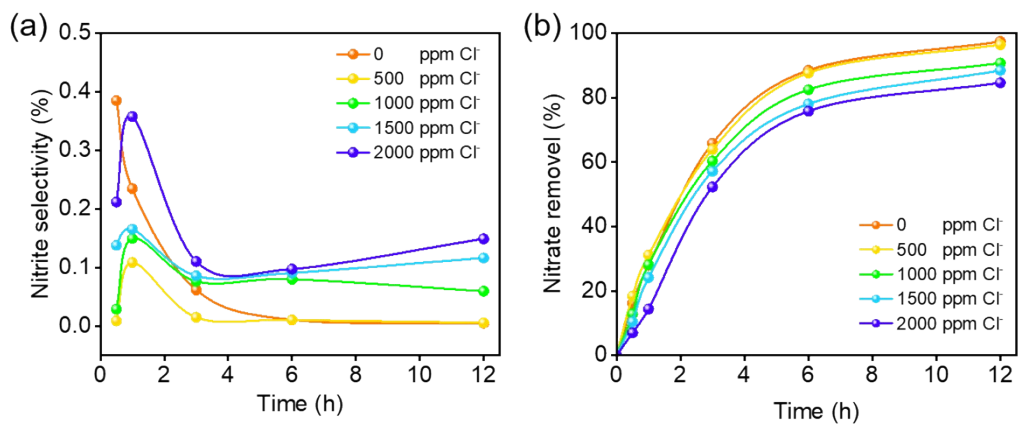 (a)
0.5
0.4
0.3
0.2
0.1
0.0
Nitrite selectivity (%)
0 ppm Cl⁻
500 ppm Cl⁻
1000 ppm Cl⁻
1500 ppm Cl⁻
2000 ppm Cl⁻
0 2 4 6 8 10 12
Time (h)
(b)
100
80
60
40
20
0
Nitrate removel (%)
0 ppm Cl⁻
500 ppm Cl⁻
1000 ppm Cl⁻
1500 ppm Cl⁻
2000 ppm Cl⁻
0 2 4 6 8 10 12
Time (h)